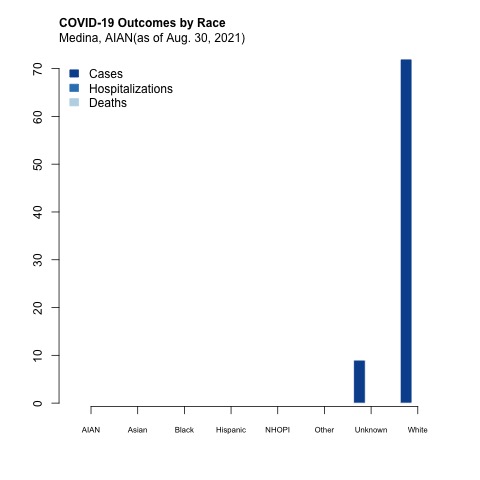 COVID-19 Outcomes by Race
Medina, AIAN(as of Aug. 30, 2021)
Cases
Hospitalizations
Deaths
70
60
50
40
30
20
10
0
AIAN Asian Black Hispanic NHOPI Other Unknown White